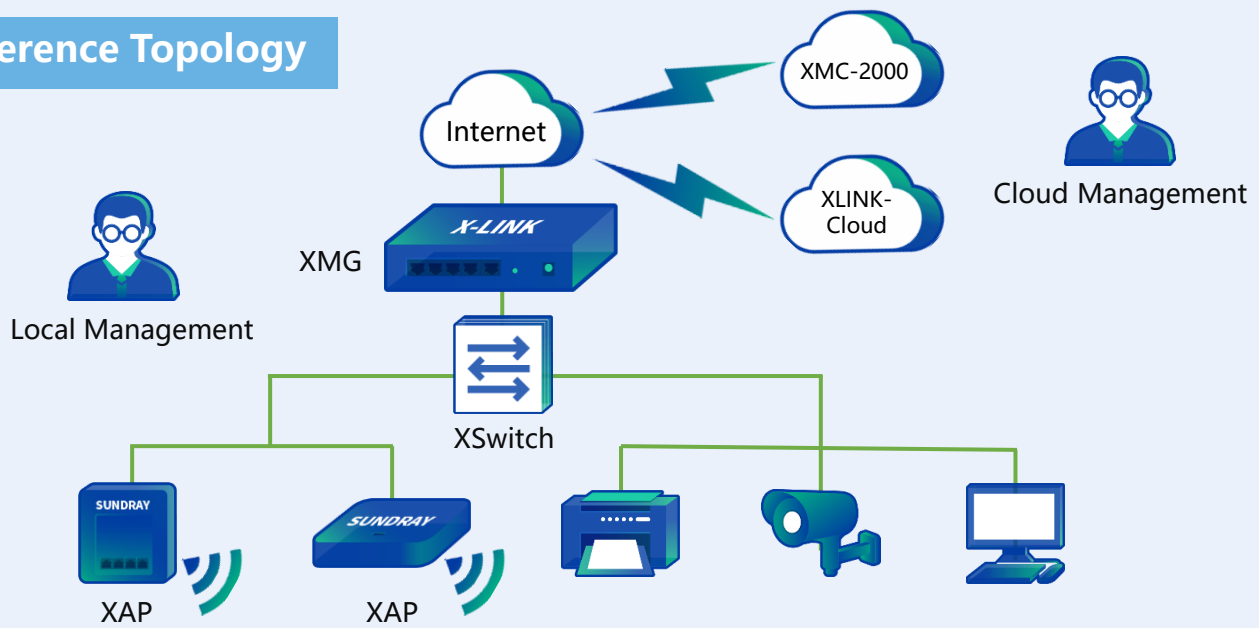 erence Topology
XMC-2000
Internet
XLINK-
Cloud
Cloud Management
X-LINK
XMG
Local Management
XSwitch
SUNDRAY
SUNDRAY
XAP
XAP